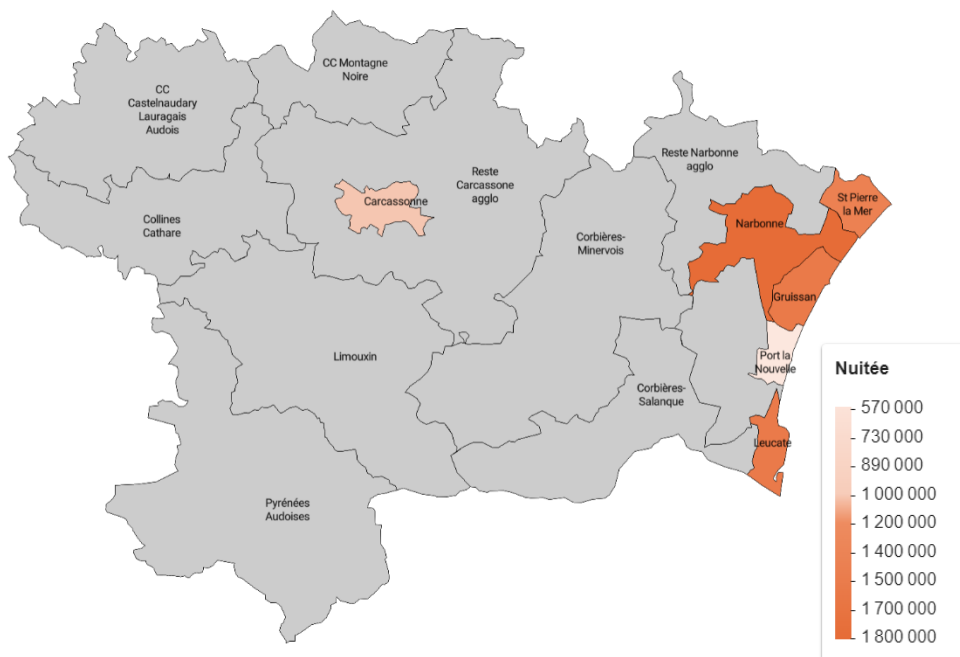 CC Montagne
Noire
CC
Castelnaudary
Lauragais
Audois
Reste Narbonne
agglo
Reste
Carcassone
agglo
Carcassonne
St Pierre
la Mer
Collines
Cathare
Narbonne
Corbières-
Minervois
Gruissan
Limouxin
Port la
Nouvelle
Corbières-
Salanque
Leucate
Pyrénées
Audoises
Nuitée
570 000
730 000
890 000
1 000 000
1 200 000
1 400 000
1 500 000
1 700 000
1 800 000